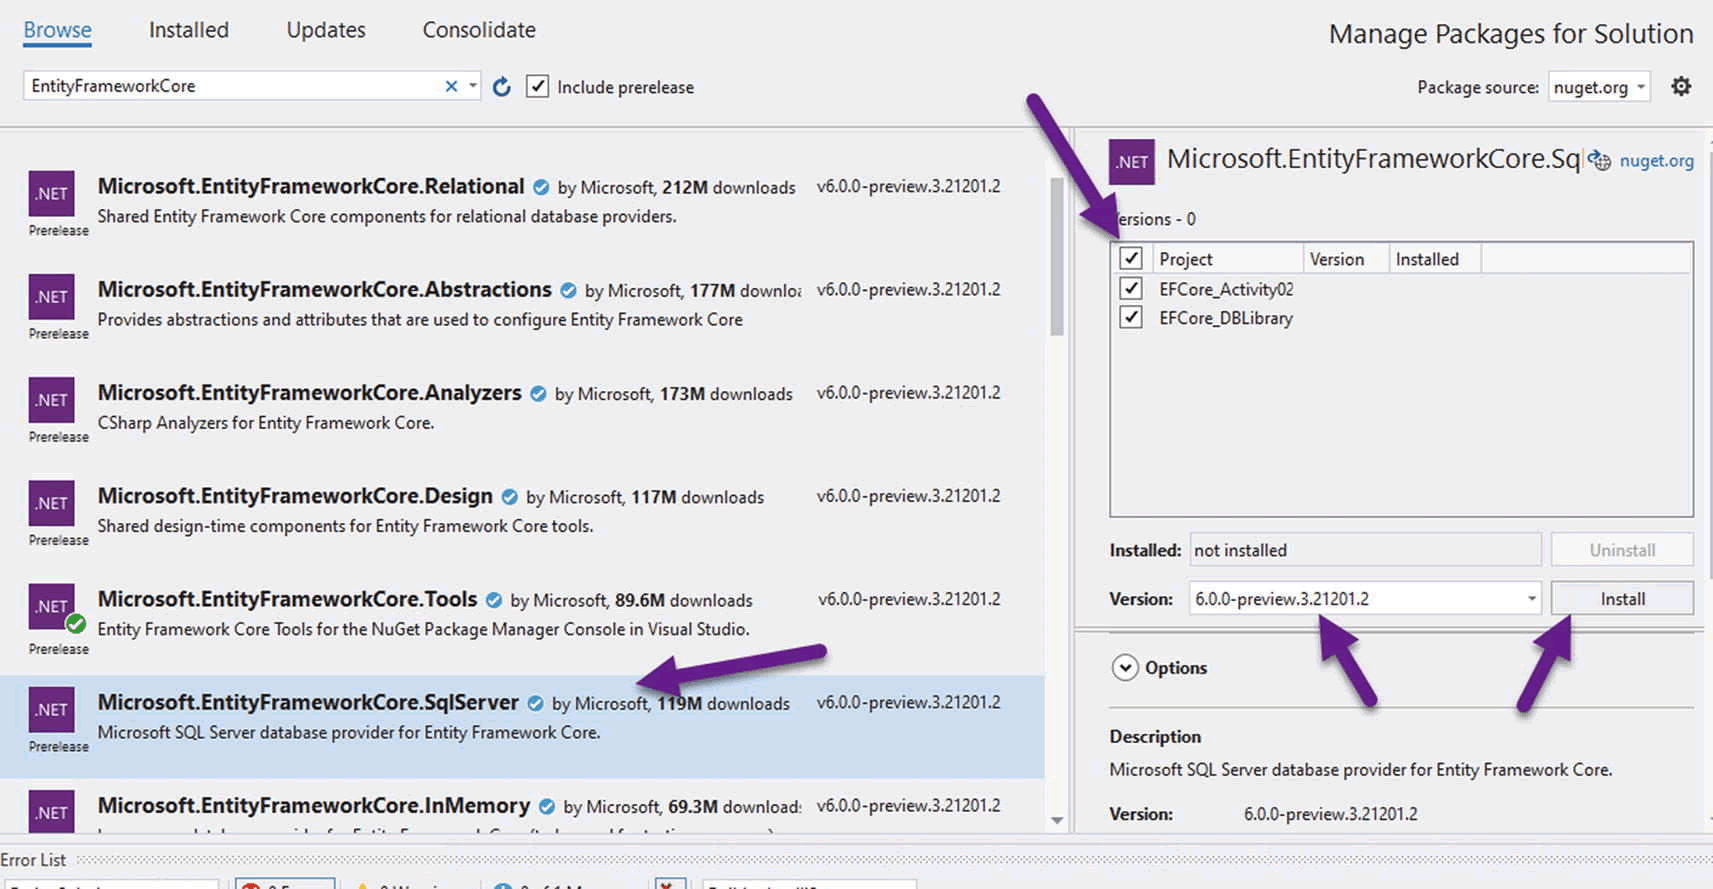 Browse Installed Updates Consolidate
Manage Packages for Solution
EntityFrameworkCore
Include prerelease
Package source: nuget.org
.NET
Prerelease
Microsoft.EntityFrameworkCore.Relational by Microsoft, 212M downloads v6.0.0-preview.3.21201.2
Shared Entity Framework Core components for relational database providers.
.NET
Prerelease
Microsoft.EntityFrameworkCore.Abstractions by Microsoft, 177M v6.0.0-preview.3.21201.2
Provides abstractions and attributes that are used to configure Entity Framework Core
.NET
Prerelease
Microsoft.EntityFrameworkCore.Analyzers by Microsoft, 173M downloads v6.0.0-preview.3.21201.2
CSharp Analyzers for Entity Framework Core.
.NET
Prerelease
Microsoft.EntityFrameworkCore.Design by Microsoft, 117M downloads v6.0.0-preview.3.21201.2
Shared design-time components for Entity Framework Core tools.
.NET
Prerelease
Microsoft.EntityFrameworkCore.Tools by Microsoft, 89.6M downloads v6.0.0-preview.3.21201.2
Entity Framework Core Tools for the NuGet Package Manager Console in Visual Studio.
.NET
Prerelease
Microsoft.EntityFrameworkCore.SqlServer by Microsoft, 119M downloads v6.0.0-preview.3.21201.2
Microsoft SQL Server database provider for Entity Framework Core.
.NET
Microsoft.EntityFrameworkCore.InMemory by Microsoft, 69.3M v6.0.0-preview.3.21201.2
.NET Microsoft.EntityFrameworkCore.Sq nuget.org
ersions - 0
Project Version Installed
EFCore_Activity02
EFCore_DBLibrary
Installed: not installed Uninstall
Version: 6.0.0-preview.3.21201.2 Install
Options
Description
Microsoft SQL Server database provider for Entity Framework Core.
Version: 6.0.0-preview.3.21201.2
Error List